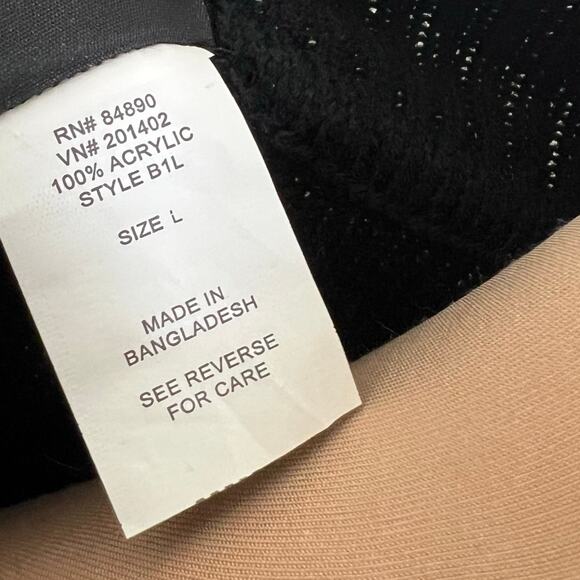 RN# 84890
VN# 201402
100% ACRYLIC
STYLE B1L
SIZE L
MADE IN
BANGLADESH
SEE REVERSE
FOR CARE